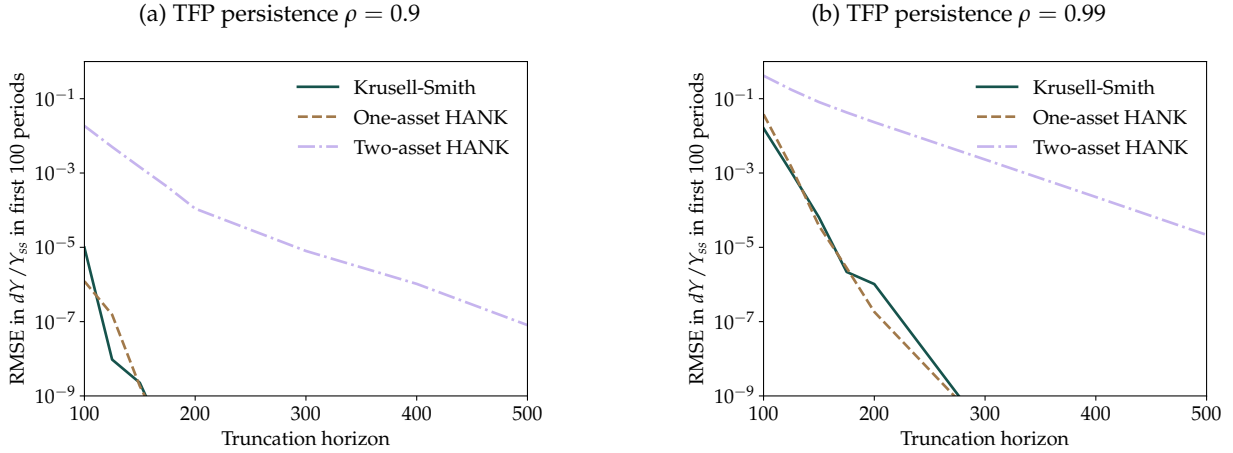 (a) TFP persistence ρ = 0.9
RMSE in dY/Y_ss in first 100 periods
10⁻¹
10⁻³
10⁻⁵
10⁻⁷
10⁻⁹
Krusell-Smith
One-asset HANK
Two-asset HANK
100 200 300 400 500
Truncation horizon
(b) TFP persistence ρ = 0.99
RMSE in dY/Y_ss in first 100 periods
10⁻¹
10⁻³
10⁻⁵
10⁻⁷
10⁻⁹
Krusell-Smith
One-asset HANK
Two-asset HANK
100 200 300 400 500
Truncation horizon